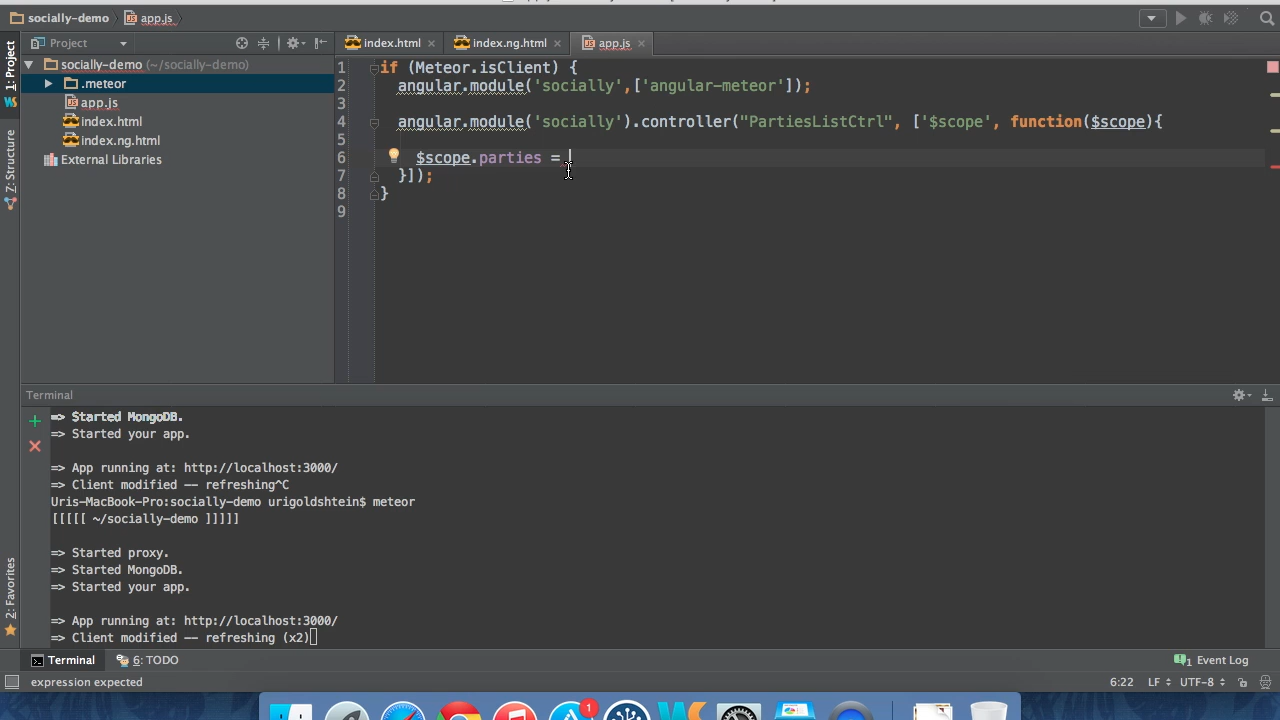 socially-demo app.js
1: Project
Project
index.html index.ng.html app.js
socially-demo (~/socially-demo)
.meteor
app.js
index.html
index.ng.html
External Libraries
Z: Structure
2: Favorites
1 if (Meteor.isClient) {
2 angular.module('socially',['angular-meteor']);
3
4 angular.module('socially').controller("PartiesListCtrl", ['$scope', function($scope){
5
6 $scope.parties =
7 }]);
8 }
9
Terminal
=> Started MongoDB.
=> Started your app.
=> App running at: http://localhost:3000/
=> Client modified -- refreshing^C
Uris-MacBook-Pro:socially-demo urigoldshtein$ meteor
[[[[[ ~/socially-demo ]]]]]
=> Started proxy.
=> Started MongoDB.
=> Started your app.
=> App running at: http://localhost:3000/
=> Client modified -- refreshing (x2)
Terminal 6: TODO 1 Event Log
expression expected 6:22 LF UTF-8
1